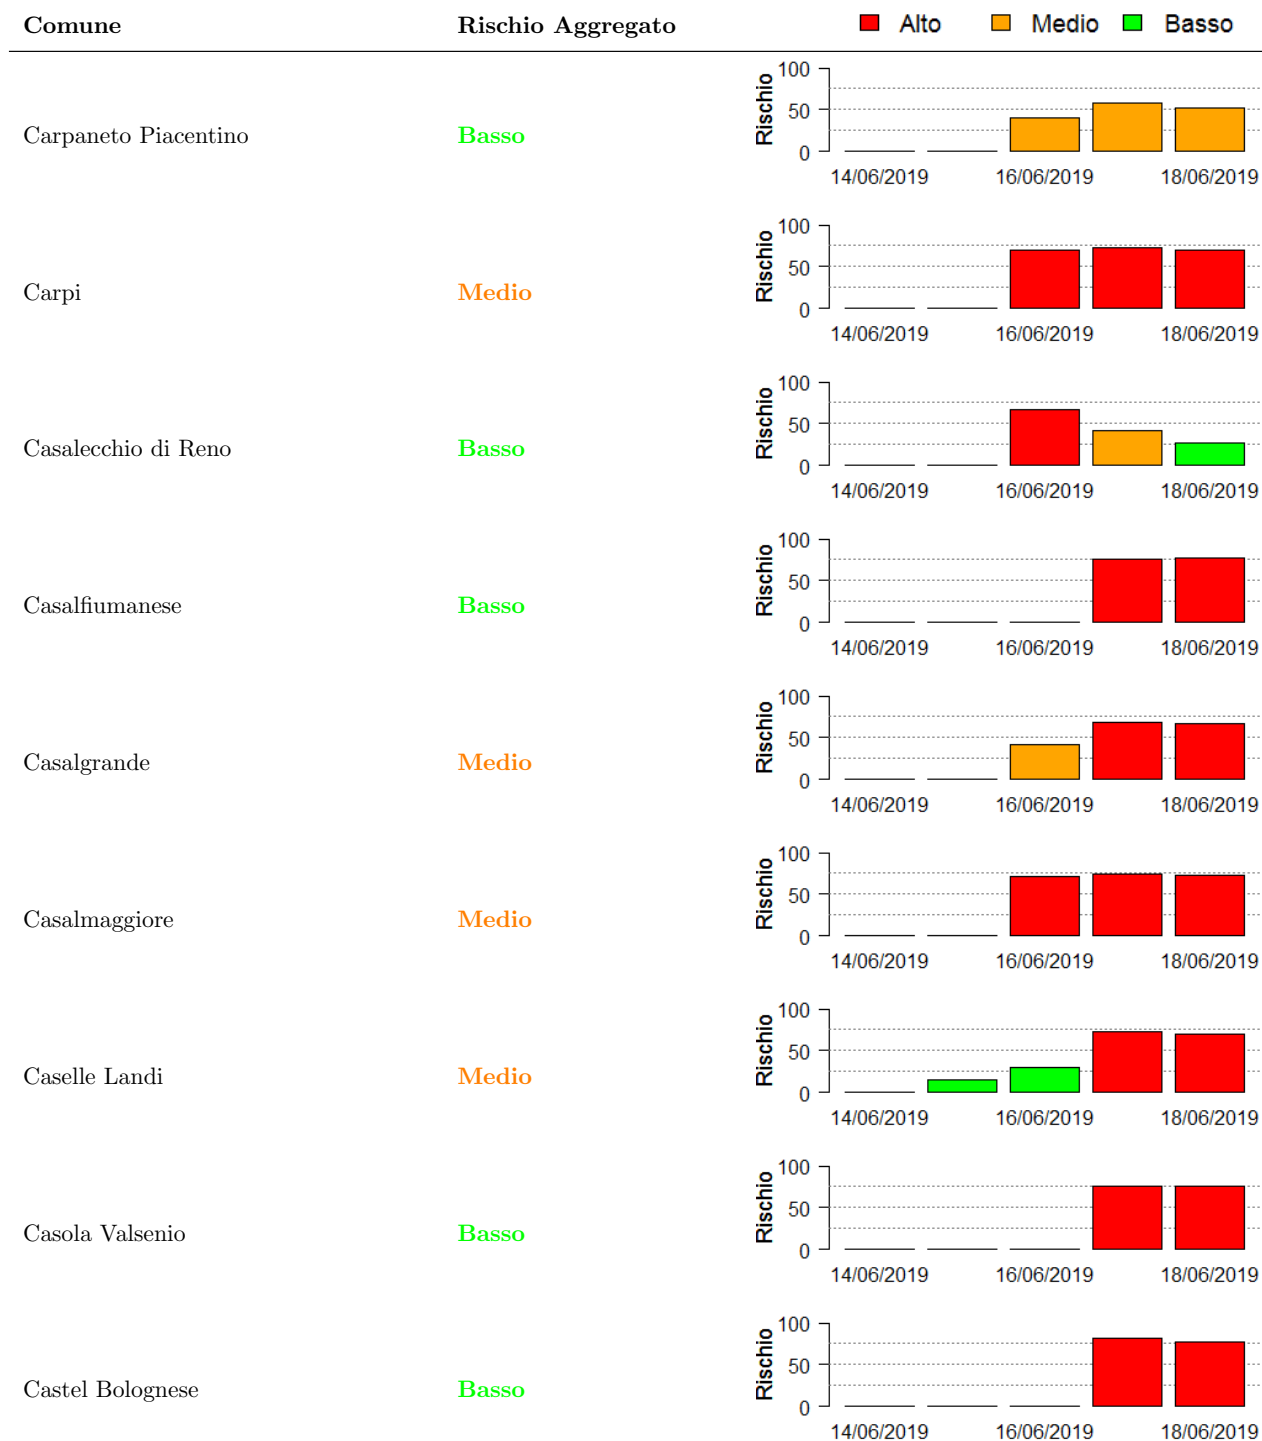 Comune Rischio Aggregato Alto Medio Basso
Carpaneto Piacentino Basso
Rischio
100
50
0
14/06/2019 16/06/2019 18/06/2019
Carpi Medio
Rischio
100
50
0
14/06/2019 16/06/2019 18/06/2019
Casalecchio di Reno Basso
Rischio
100
50
0
14/06/2019 16/06/2019 18/06/2019
Casalfiumanese Basso
Rischio
100
50
0
14/06/2019 16/06/2019 18/06/2019
Casalgrande Medio
Rischio
100
50
0
14/06/2019 16/06/2019 18/06/2019
Casalmaggiore Medio
Rischio
100
50
0
14/06/2019 16/06/2019 18/06/2019
Caselle Landi Medio
Rischio
100
50
0
14/06/2019 16/06/2019 18/06/2019
Casola Valsenio Basso
Rischio
100
50
0
14/06/2019 16/06/2019 18/06/2019
Castel Bolognese Basso
Rischio
100
50
0
14/06/2019 16/06/2019 18/06/2019